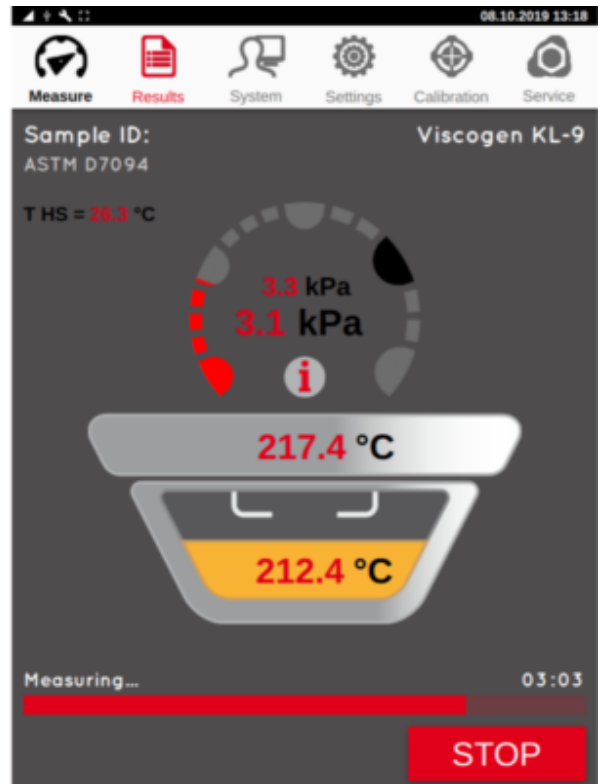 08.10.2019 13:18
Measure Results System Settings Calibration Service
Sample ID: Viscogen KL-9
ASTM D7094
T HS = 26.3 °C
3.3 kPa
3.1 kPa
i
217.4 °C
212.4 °C
Measuring... 03:03
STOP